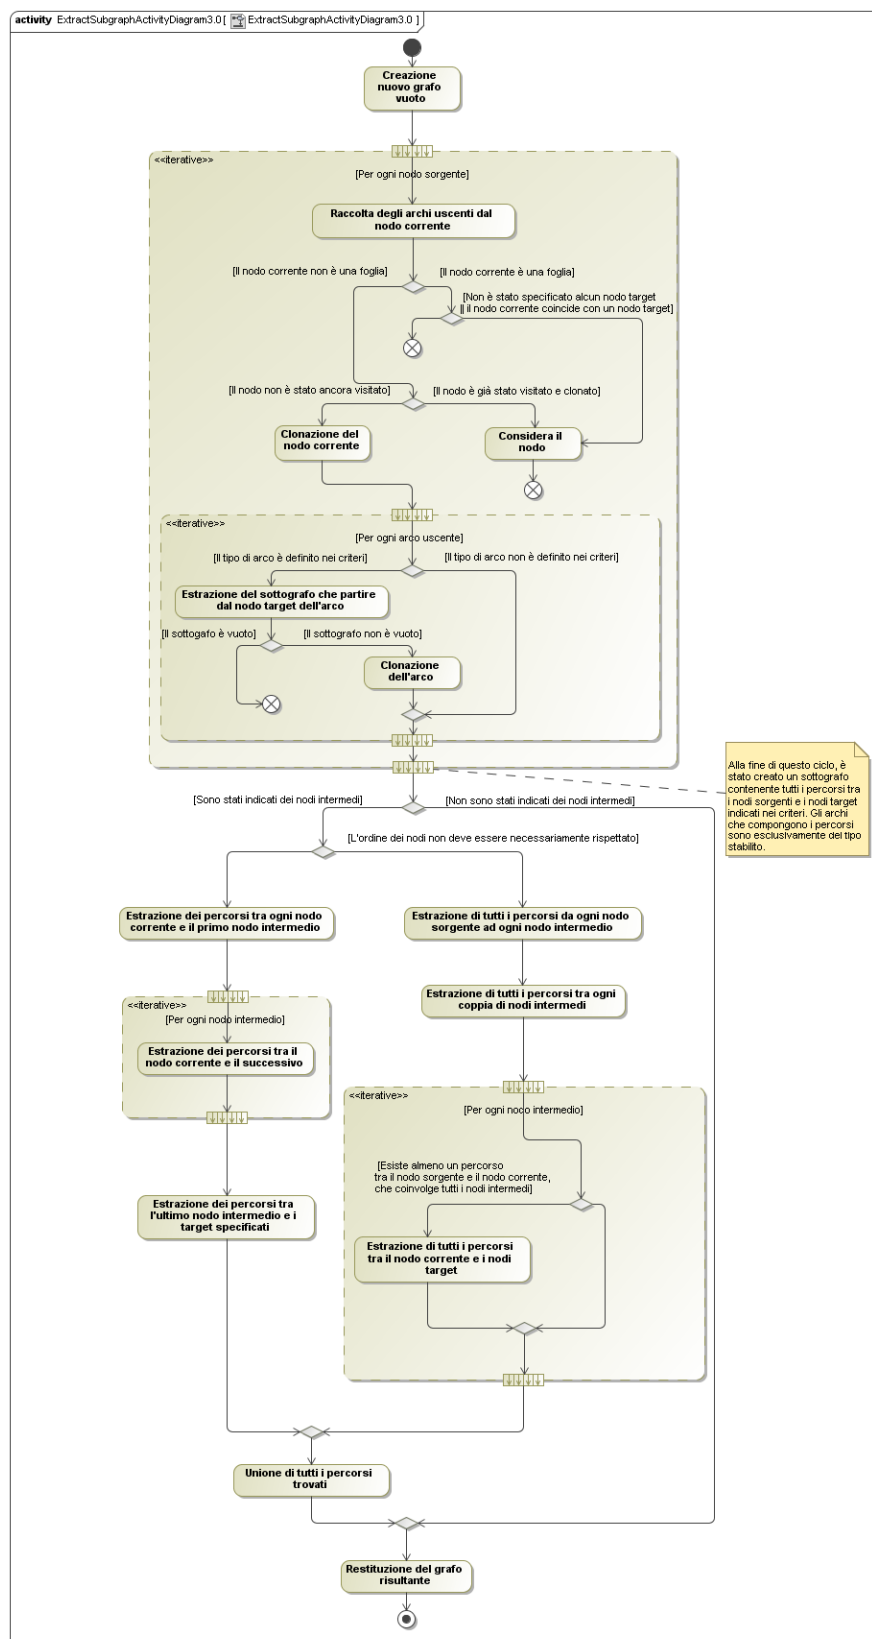 activity ExtractSubgraphActivityDiagram3.0 [ ExtractSubgraphActivityDiagram3.0 ]
Creazione
nuovo grafo
vuoto
<<iterative>>
[Per ogni nodo sorgente]
Raccolta degli archi uscenti dal
nodo corrente
[Il nodo corrente non è una foglia]
[Il nodo corrente è una foglia]
[Non è stato specificato alcun nodo target
|| il nodo corrente coincide con un nodo target]
[Il nodo non è stato ancora visitato]
[Il nodo è già stato visitato e clonato]
Clonazione del
nodo corrente
Considera il
nodo
<<iterative>>
[Per ogni arco uscente]
[Il tipo di arco è definito nei criteri]
[Il tipo di arco non è definito nei criteri]
Estrazione del sottografo che partire
dal nodo target dell'arco
[Il sottogafo è vuoto]
[Il sottografo non è vuoto]
Clonazione
dell'arco
Alla fine di questo ciclo, è
stato creato un sottografo
contenente tutti i percorsi tra
i nodi sorgenti e i nodi target
indicati nei criteri. Gli archi
che compongono i percorsi
sono esclusivamente del tipo
stabilito.
[Sono stati indicati dei nodi intermedi]
[Non sono stati indicati dei nodi intermedi]
[L'ordine dei nodi non deve essere necessariamente rispettato]
Estrazione dei percorsi tra ogni nodo
corrente e il primo nodo intermedio
Estrazione di tutti i percorsi da ogni nodo
sorgente ad ogni nodo intermedio
Estrazione di tutti i percorsi tra ogni
coppia di nodi intermedi
<<iterative>>
[Per ogni nodo intermedio]
Estrazione dei percorsi tra il
nodo corrente e il successivo
<<iterative>>
[Per ogni nodo intermedio]
[Esiste almeno un percorso
tra il nodo sorgente e il nodo corrente,
che coinvolge tutti i nodi intermedi]
Estrazione dei percorsi tra
l'ultimo nodo intermedio e i
target specificati
Estrazione di tutti i percorsi
tra il nodo corrente e i nodi
target
Unione di tutti i percorsi
trovati
Restituzione del grafo
risultante